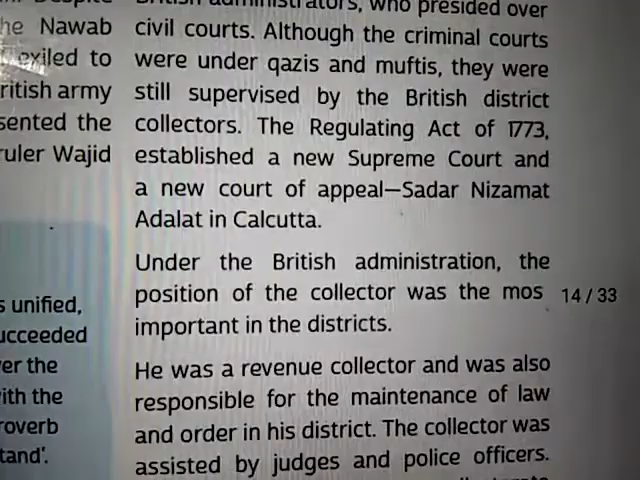 he Nawab
exiled to
ritish army
sented the
ruler Wajid
s unified,
ucceeded
er the
ith the
roverb
tand'.
administrators, who presided over
civil courts. Although the criminal courts
were under qazis and muftis, they were
still supervised by the British district
collectors. The Regulating Act of 1773,
established a new Supreme Court and
a new court of appeal—Sadar Nizamat
Adalat in Calcutta.
Under the British administration, the
position of the collector was the mos
important in the districts.
He was a revenue collector and was also
responsible for the maintenance of law
and order in his district. The collector was
assisted by judges and police officers.
14 / 33